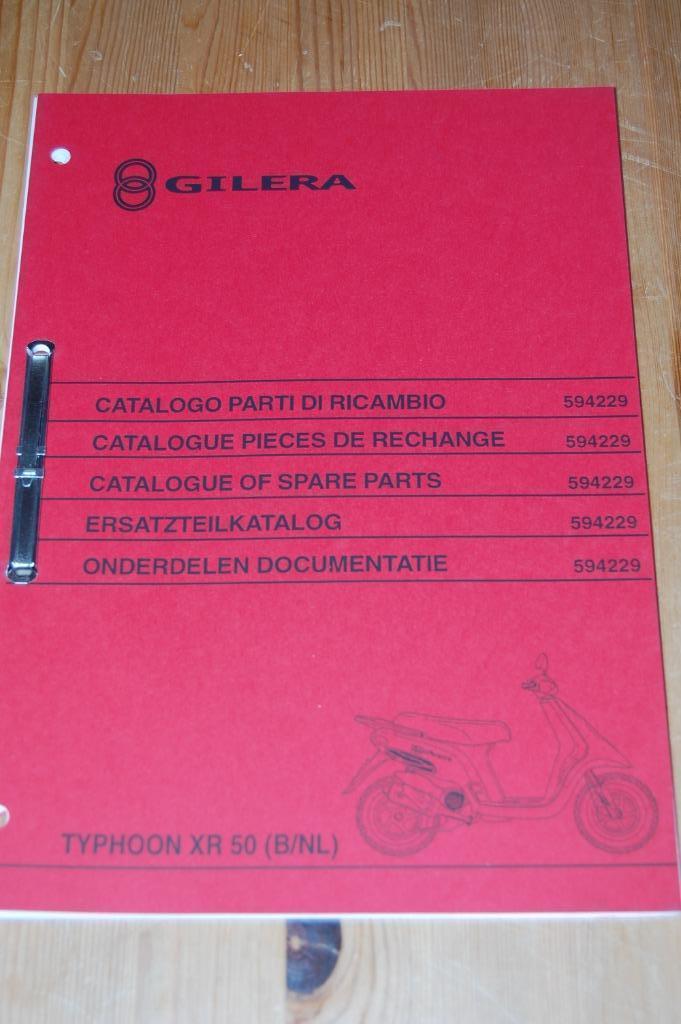 GILERA
CATALOGO PARTI DI RICAMBIO 594229
CATALOGUE PIECES DE RECHANGE 594229
CATALOGUE OF SPARE PARTS 594229
ERSATZTEILKATALOG 594229
ONDERDELEN DOCUMENTATIE 594229
TYPHOON XR 50 (B/NL)